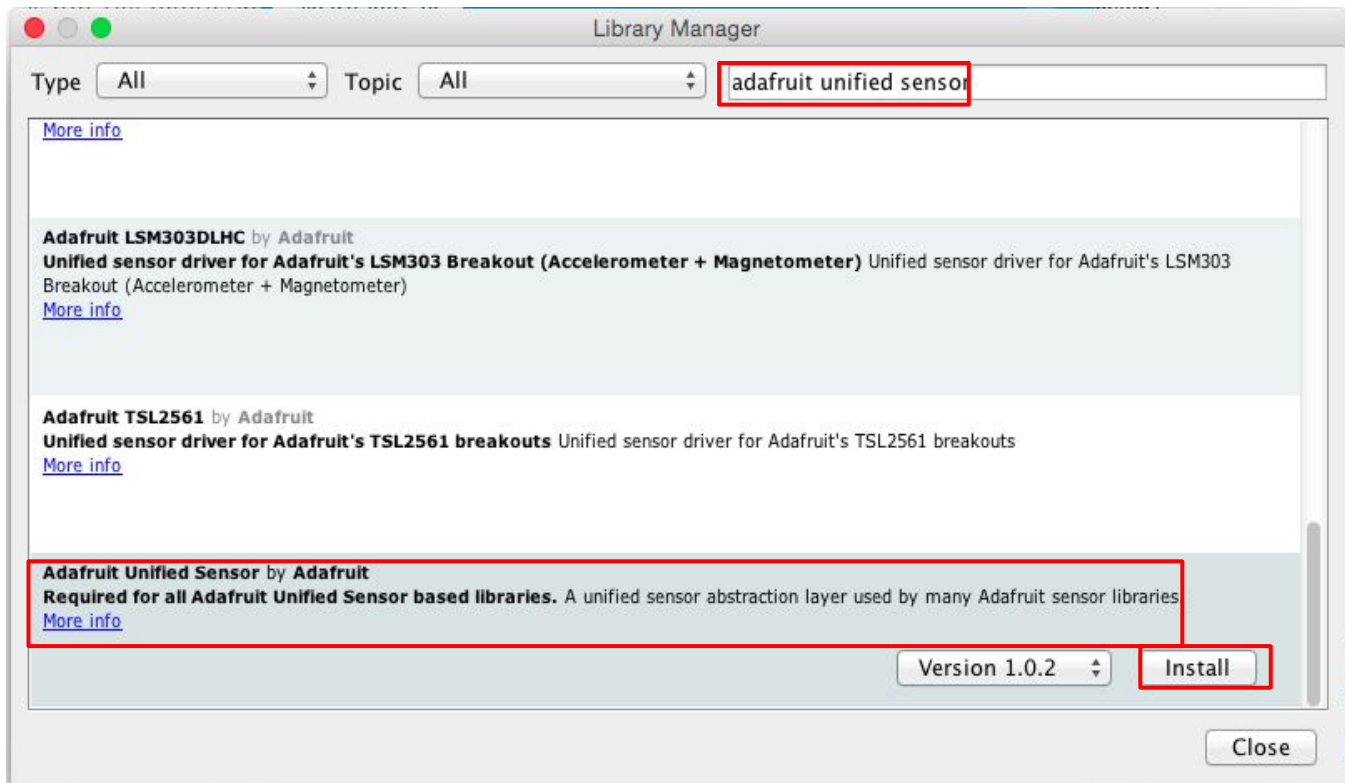 Library Manager
Type All Topic All adafruit unified sensor
More info
Adafruit LSM303DLHC by Adafruit
Unified sensor driver for Adafruit's LSM303 Breakout (Accelerometer + Magnetometer) Unified sensor driver for Adafruit's LSM303
Breakout (Accelerometer + Magnetometer)
More info
Adafruit TSL2561 by Adafruit
Unified sensor driver for Adafruit's TSL2561 breakouts Unified sensor driver for Adafruit's TSL2561 breakouts
More info
Adafruit Unified Sensor by Adafruit
Required for all Adafruit Unified Sensor based libraries. A unified sensor abstraction layer used by many Adafruit sensor libraries.
More info
Version 1.0.2 Install
Close